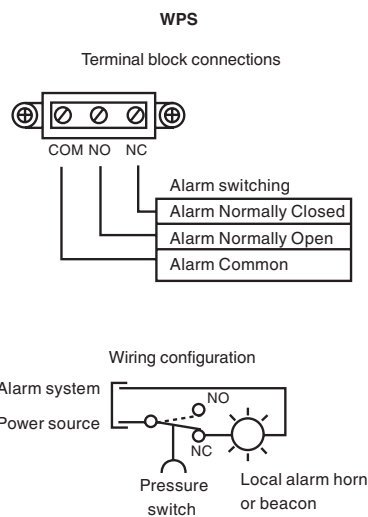 WPS
Terminal block connections
COM NO NC
Alarm switching
Alarm Normally Closed
Alarm Normally Open
Alarm Common
Wiring configuration
Alarm system
NO
Power source
NC
Pressure
switch
Local alarm horn
or beacon